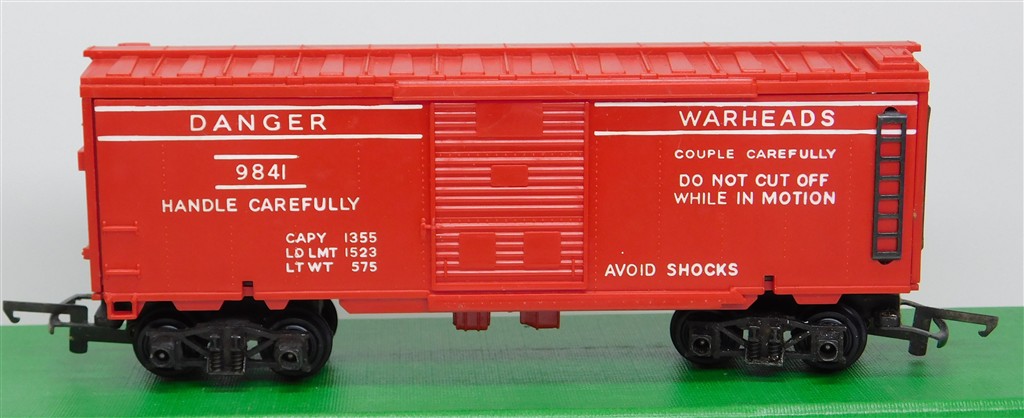 DANGER
9841
HANDLE CAREFULLY
CAPY 1355
LD LMT 1523
LT WT 575
WARHEADS
COUPLE CAREFULLY
DO NOT CUT OFF
WHILE IN MOTION
AVOID SHOCKS